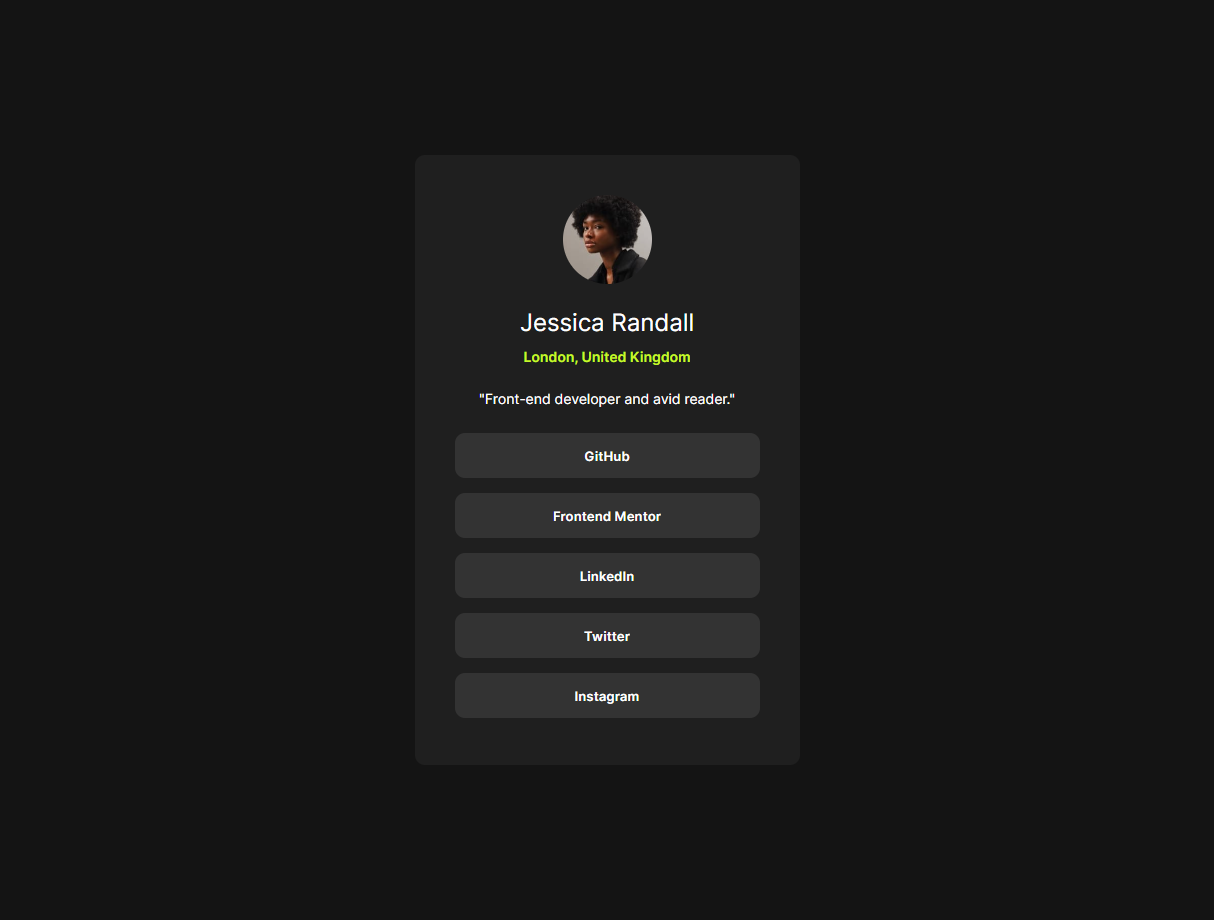 Jessica Randall
London, United Kingdom
"Front-end developer and avid reader."
GitHub
Frontend Mentor
LinkedIn
Twitter
Instagram